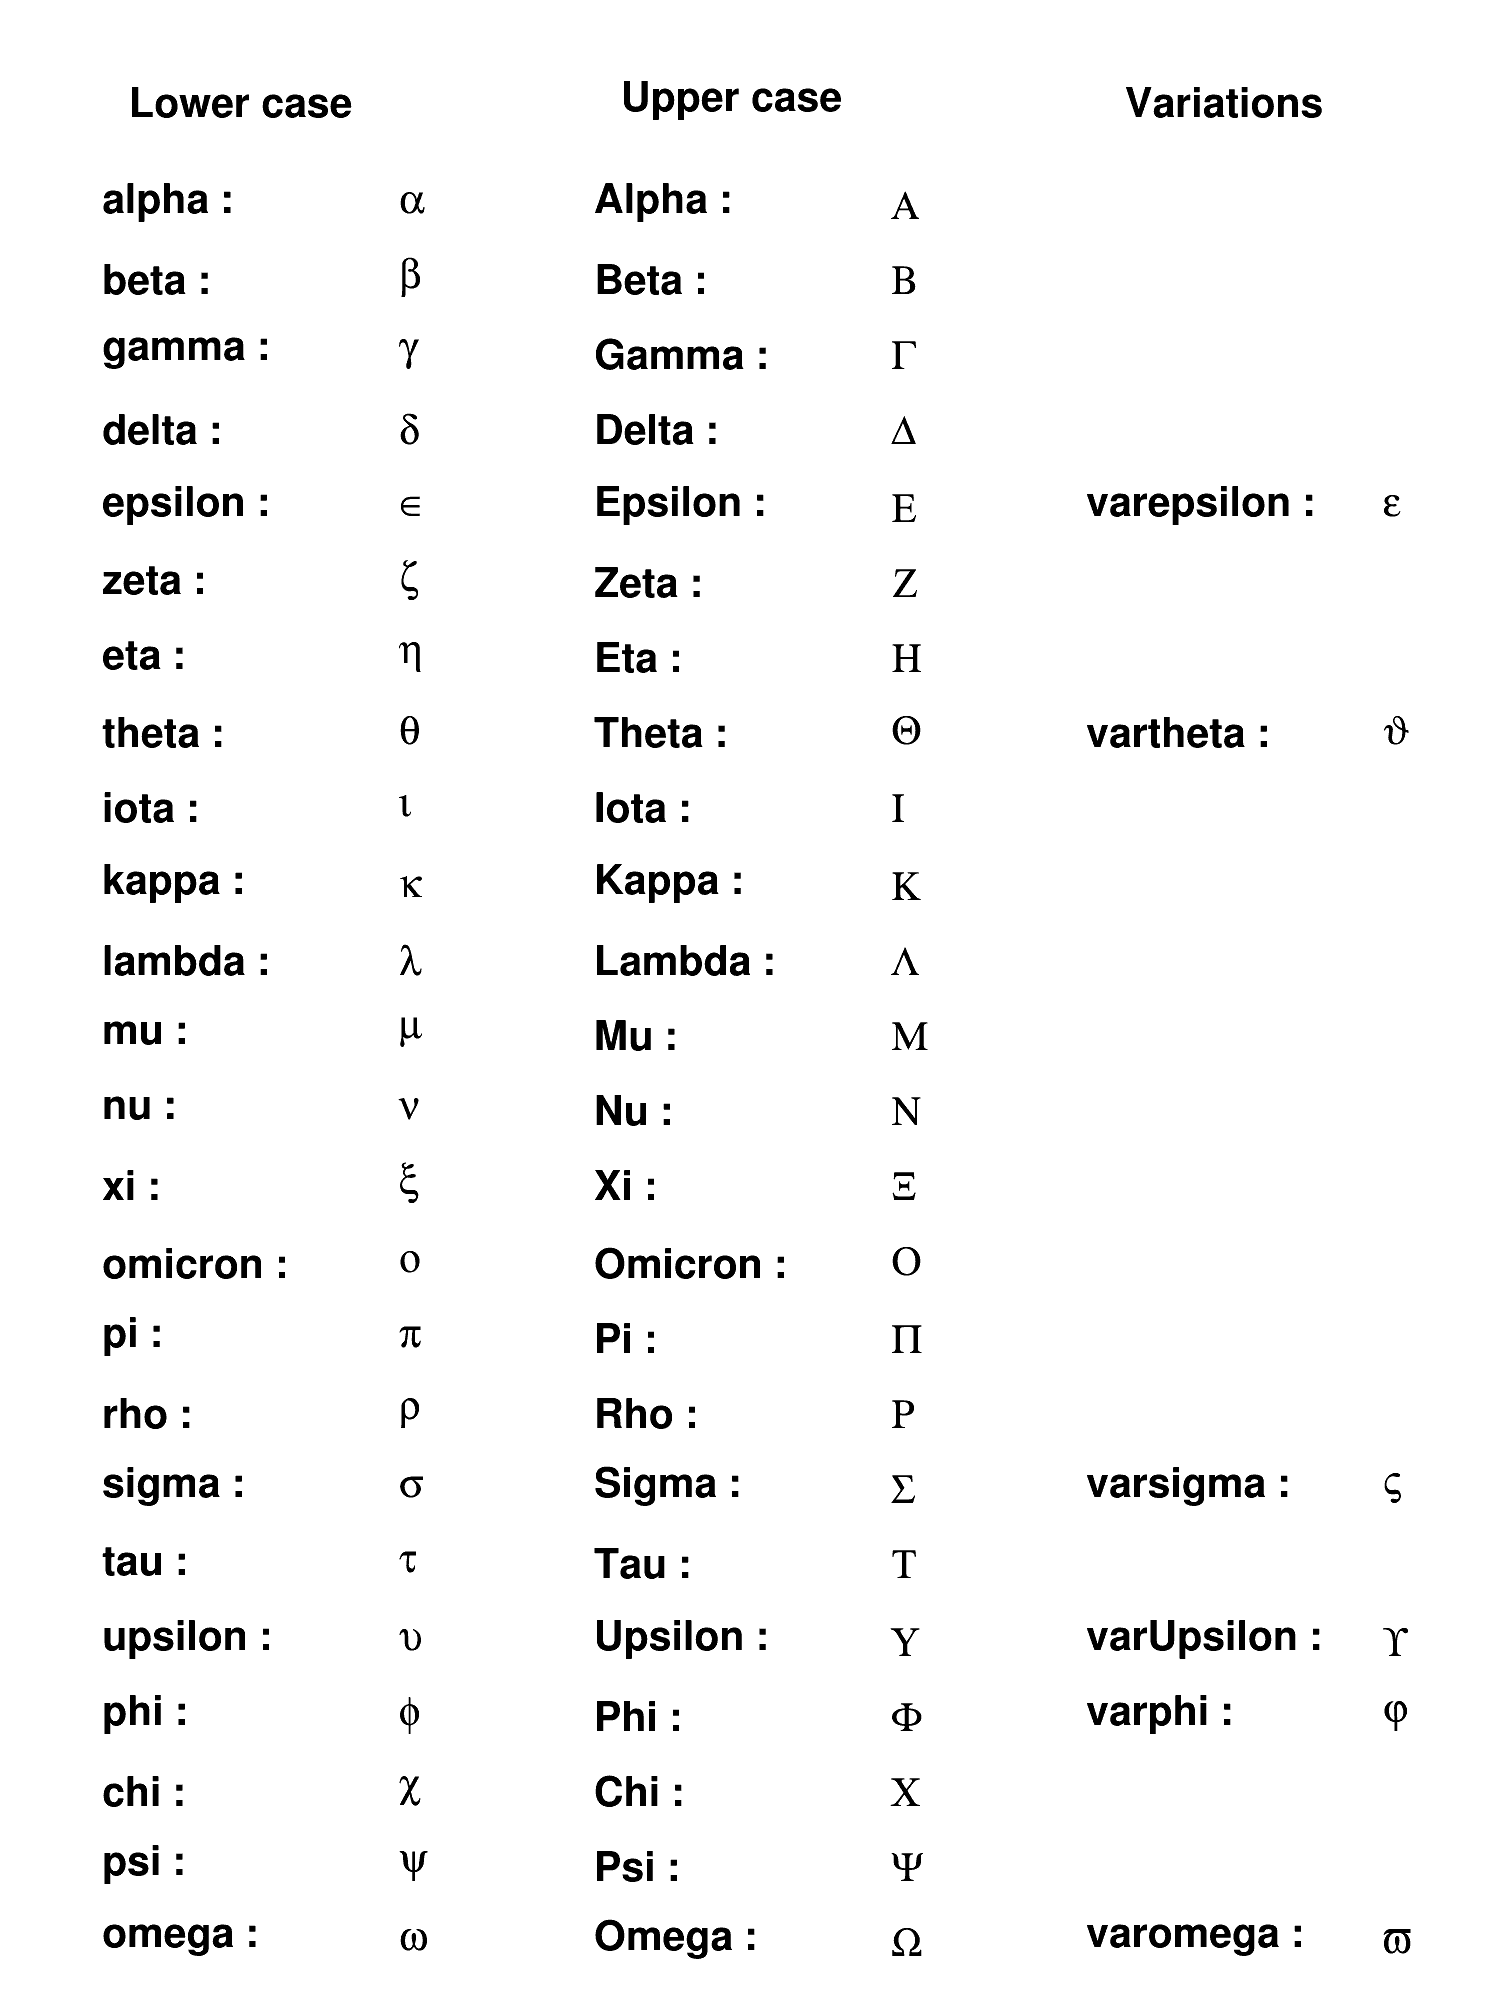 Lower case Upper case Variations
alpha : α Alpha : Α
beta : β Beta : Β
gamma : γ Gamma : Γ
delta : δ Delta : Δ
epsilon : ∈ Epsilon : Ε varepsilon : ε
zeta : ζ Zeta : Ζ
eta : η Eta : Η
theta : θ Theta : Θ vartheta : ϑ
iota : ι Iota : Ι
kappa : κ Kappa : Κ
lambda : λ Lambda : Λ
mu : μ Mu : Μ
nu : ν Nu : Ν
xi : ξ Xi : Ξ
omicron : ο Omicron : Ο
pi : π Pi : Π
rho : ρ Rho : Ρ
sigma : σ Sigma : Σ varsigma : ς
tau : τ Tau : Τ
upsilon : υ Upsilon : Υ varUpsilon : ϒ
phi : ϕ Phi : Φ varphi : φ
chi : χ Chi : Χ
psi : ψ Psi : Ψ
omega : ω Omega : Ω varomega : ϖ